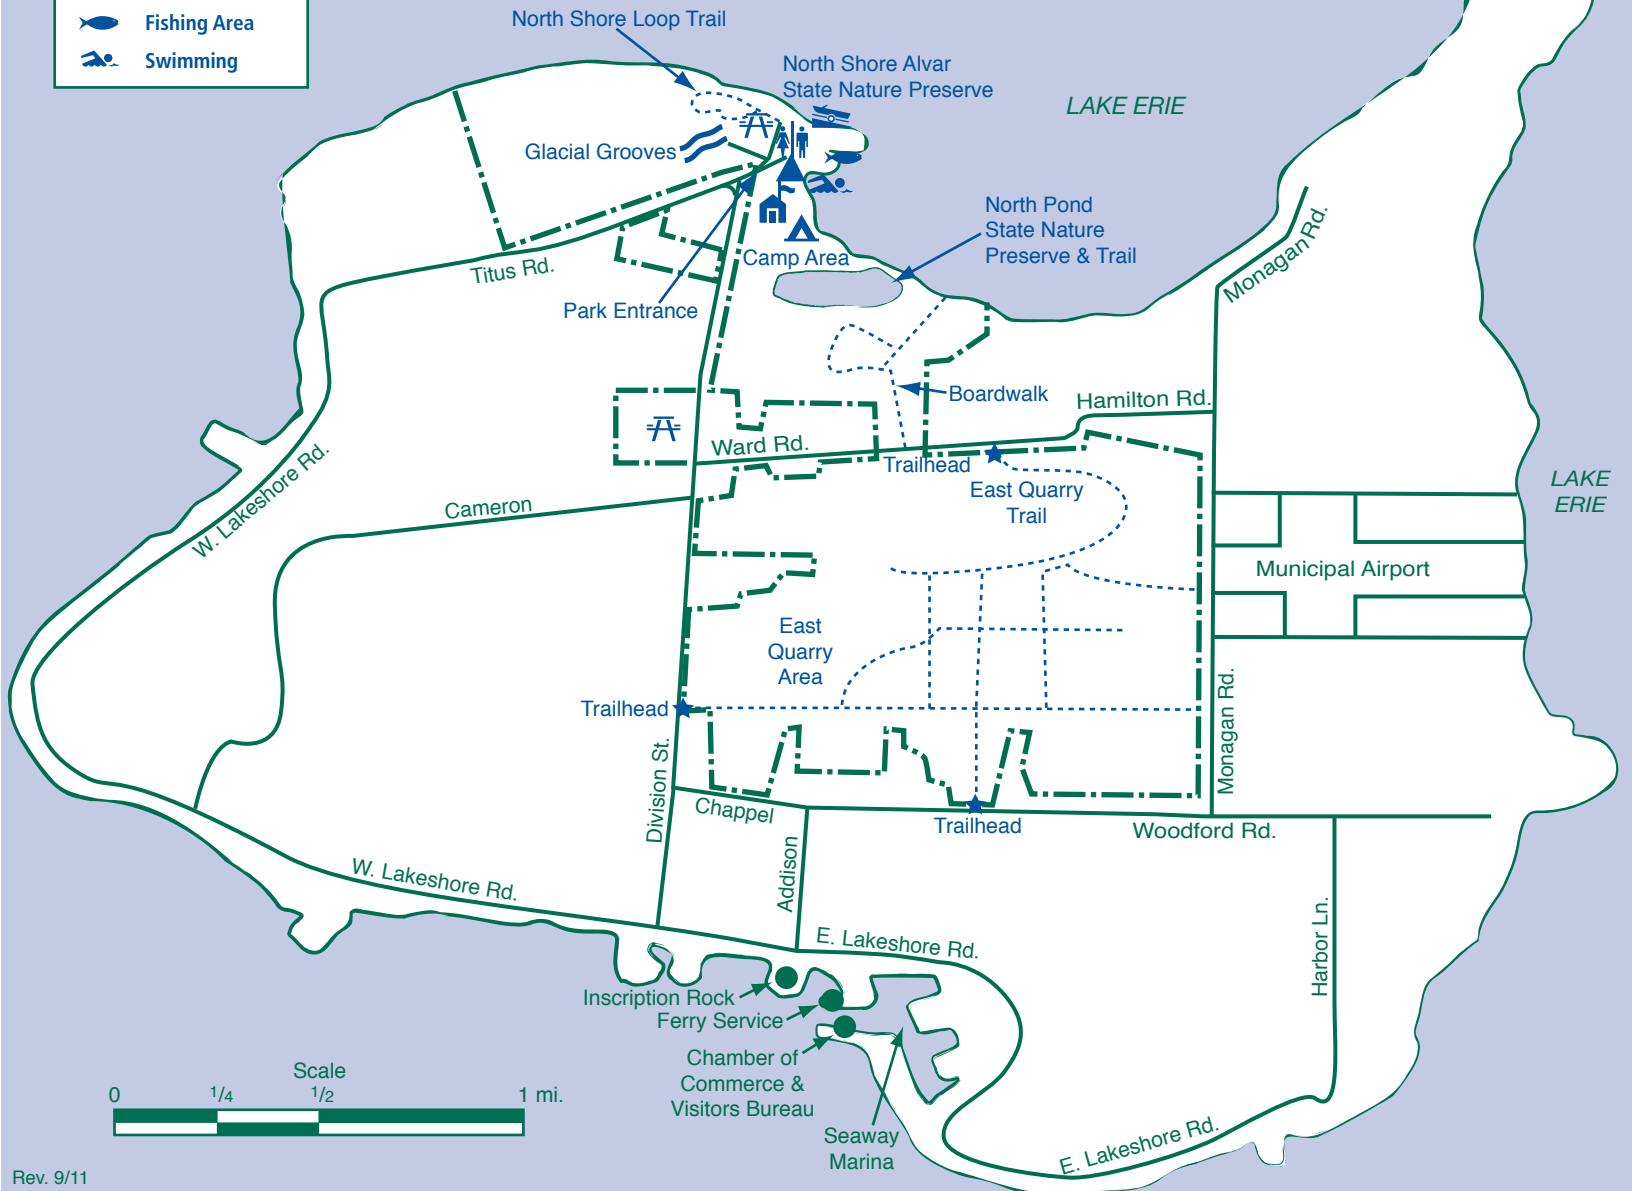 Fishing Area
Swimming
North Shore Loop Trail
North Shore Alvar
State Nature Preserve
LAKE ERIE
Glacial Grooves
North Pond
State Nature
Preserve & Trail
Camp Area
Titus Rd.
Park Entrance
Monagan Rd.
Boardwalk
Hamilton Rd.
Ward Rd.
Trailhead
East Quarry
Trail
W. Lakeshore Rd.
Cameron
LAKE
ERIE
Municipal Airport
East
Quarry
Area
Trailhead
Monagan Rd.
Division St.
Chappel
Trailhead
Woodford Rd.
Addison
W. Lakeshore Rd.
E. Lakeshore Rd.
Harbor Ln.
Inscription Rock
Ferry Service
Chamber of
Commerce &
Visitors Bureau
Seaway
Marina
E. Lakeshore Rd.
Scale
0 1/4 1/2 1 mi.
Rev. 9/11